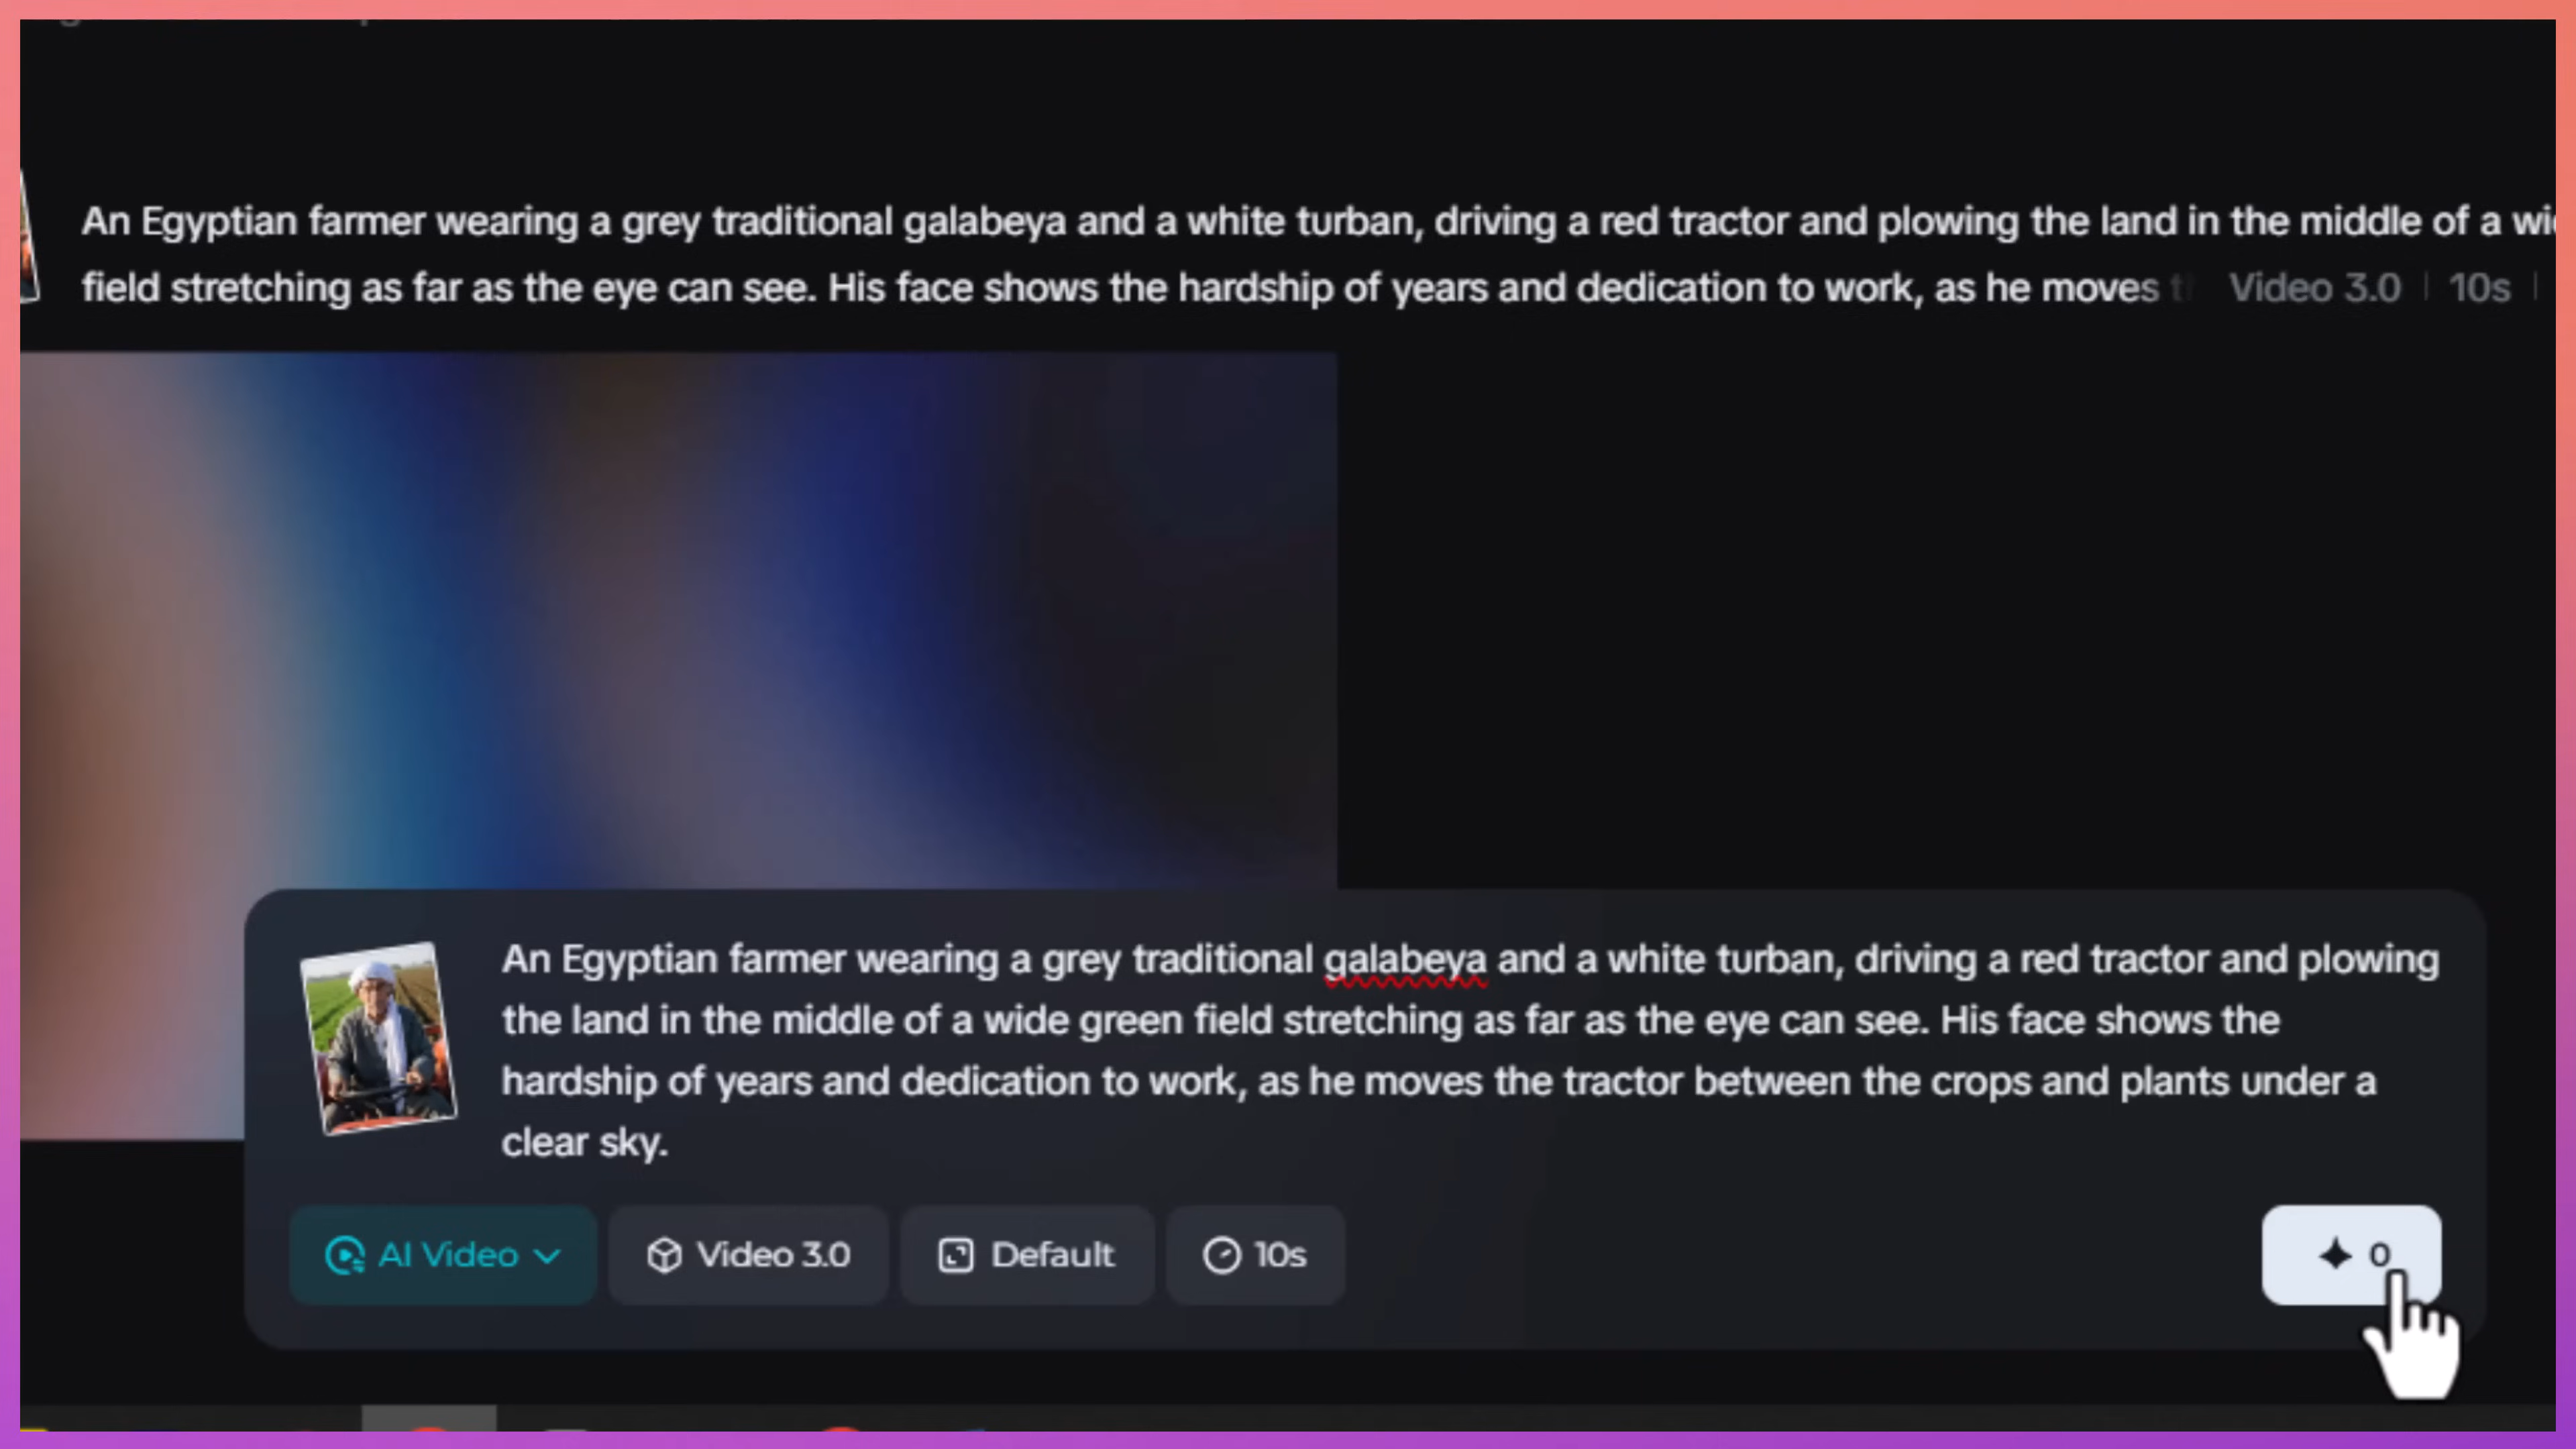 An Egyptian farmer wearing a grey traditional galabeya and a white turban, driving a red tractor and plowing the land in the middle of a
field stretching as far as the eye can see. His face shows the hardship of years and dedication to work, as he moves Video 3.0 | 10s |
An Egyptian farmer wearing a grey traditional galabeya and a white turban, driving a red tractor and plowing
the land in the middle of a wide green field stretching as far as the eye can see. His face shows the
hardship of years and dedication to work, as he moves the tractor between the crops and plants under a
clear sky.
AI Video Video 3.0 Default 10s 0